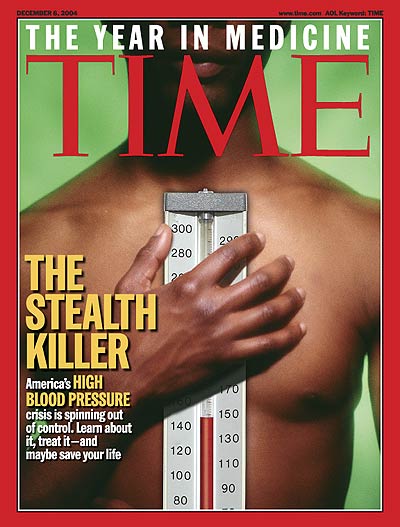 DECEMBER 6, 2004
www.time.com AOL Keyword: TIME
THE YEAR IN MEDICINE
TIME
300
280
THE
STEALTH
KILLER
America's HIGH
BLOOD PRESSURE
crisis is spinning out
of control. Learn about
it, treat it—and
maybe save your life
170
160
150
140
130
120
110
100
90
80